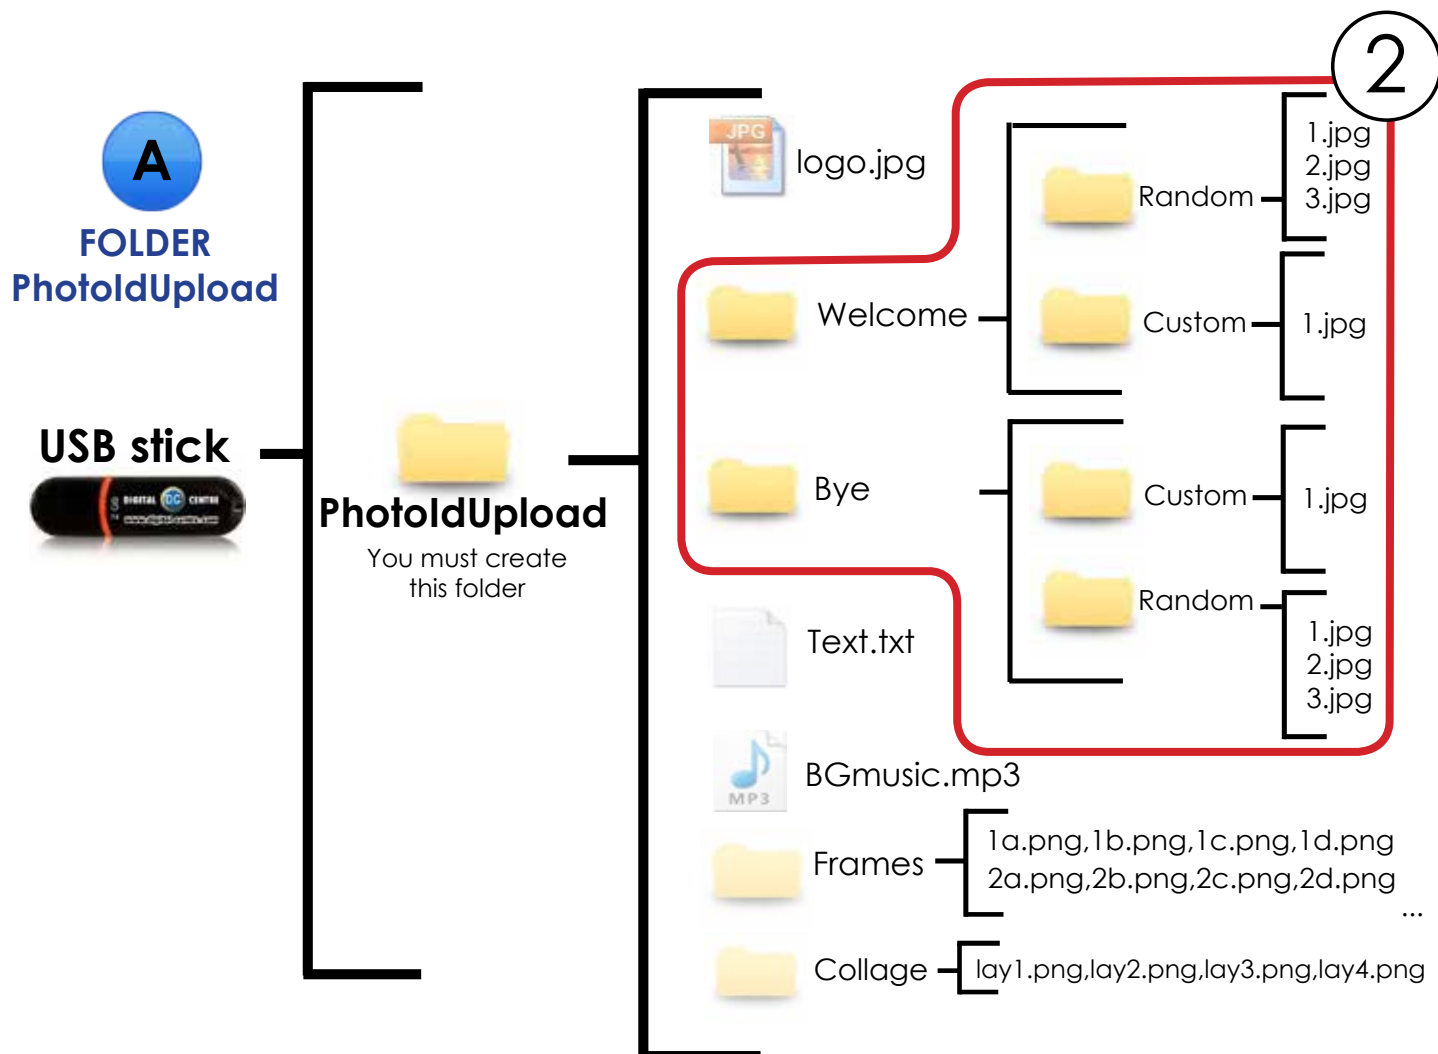 2
A
FOLDER
PhotoIdUpload
USB stick
DIGITAL DC CENTRE
PhotoIdUpload
You must create
this folder
JPG
logo.jpg
Welcome
Random
1.jpg
2.jpg
3.jpg
Custom
1.jpg
Bye
Custom
1.jpg
Random
1.jpg
2.jpg
3.jpg
Text.txt
MP3
BGmusic.mp3
Frames
1a.png,1b.png,1c.png,1d.png
2a.png,2b.png,2c.png,2d.png
...
Collage
lay1.png,lay2.png,lay3.png,lay4.png